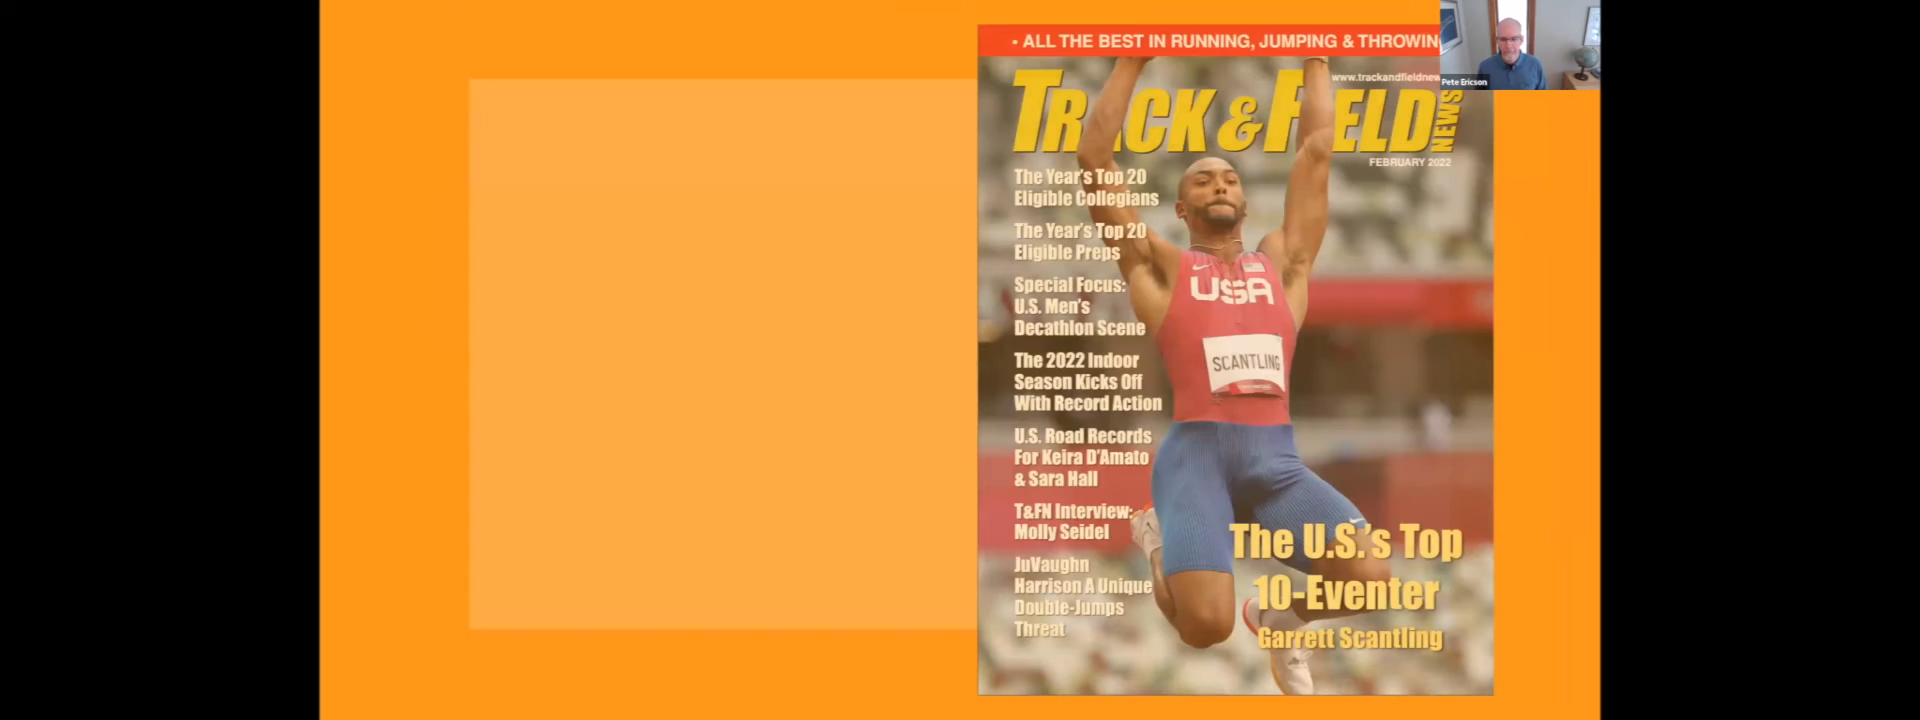 • ALL THE BEST IN RUNNING, JUMPING & THROWIN
www.trackandfieldnew
Pete Ericson
TRACK & FIELD NEWS
FEBRUARY 2022
The Year's Top 20
Eligible Collegians
The Year's Top 20
Eligible Preps
Special Focus:
U.S. Men's
Decathlon Scene
The 2022 Indoor
Season Kicks Off
With Record Action
U.S. Road Records
For Keira D'Amato
& Sara Hall
T&FN Interview:
Molly Seidel
JuVaughn
Harrison A Unique
Double-Jumps
Threat
USA
SCANTLING
The U.S.'s Top
10-Eventer
Garrett Scantling